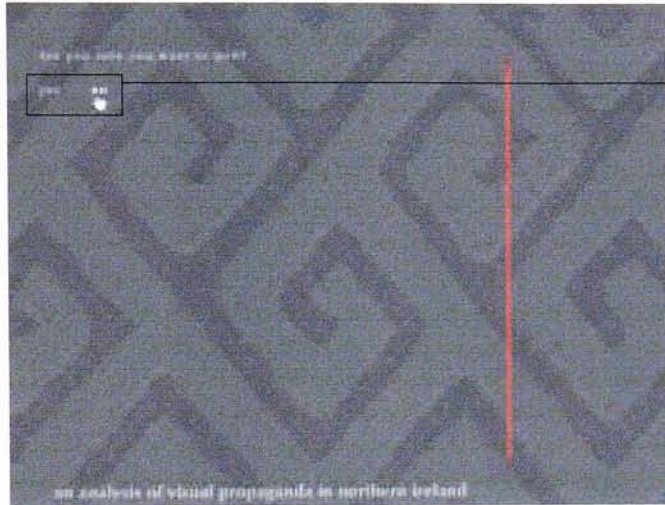 Are you sure you want to quit?
yes no
an analysis of visual propaganda in northern ireland